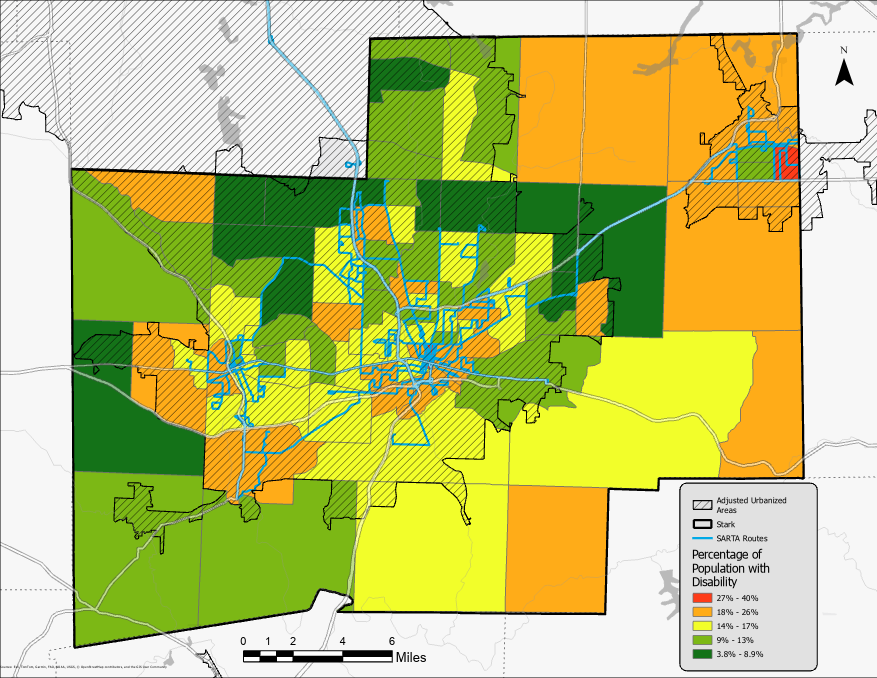 N
Adjusted Urbanized
Areas
Stark
SARTA Routes
Percentage of
Population with
Disability
27% - 40%
18% - 26%
14% - 17%
9% - 13%
3.8% - 8.9%
0 1 2 4 6
Miles